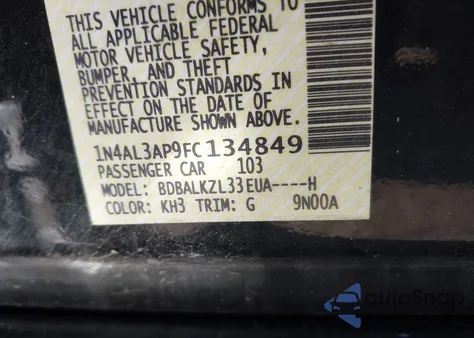 THIS VEHICLE CONFORMS TO
ALL APPLICABLE FEDERAL
MOTOR VEHICLE SAFETY,
BUMPER, AND THEFT
PREVENTION STANDARDS IN
EFFECT ON THE DATE OF
MANUFACTURE SHOWN ABOVE.
1N4AL3AP9FC134849
PASSENGER CAR 103
MODEL: BDBALKZL33EUA----H
COLOR: KH3 TRIM: G 9N00A
autoSnap